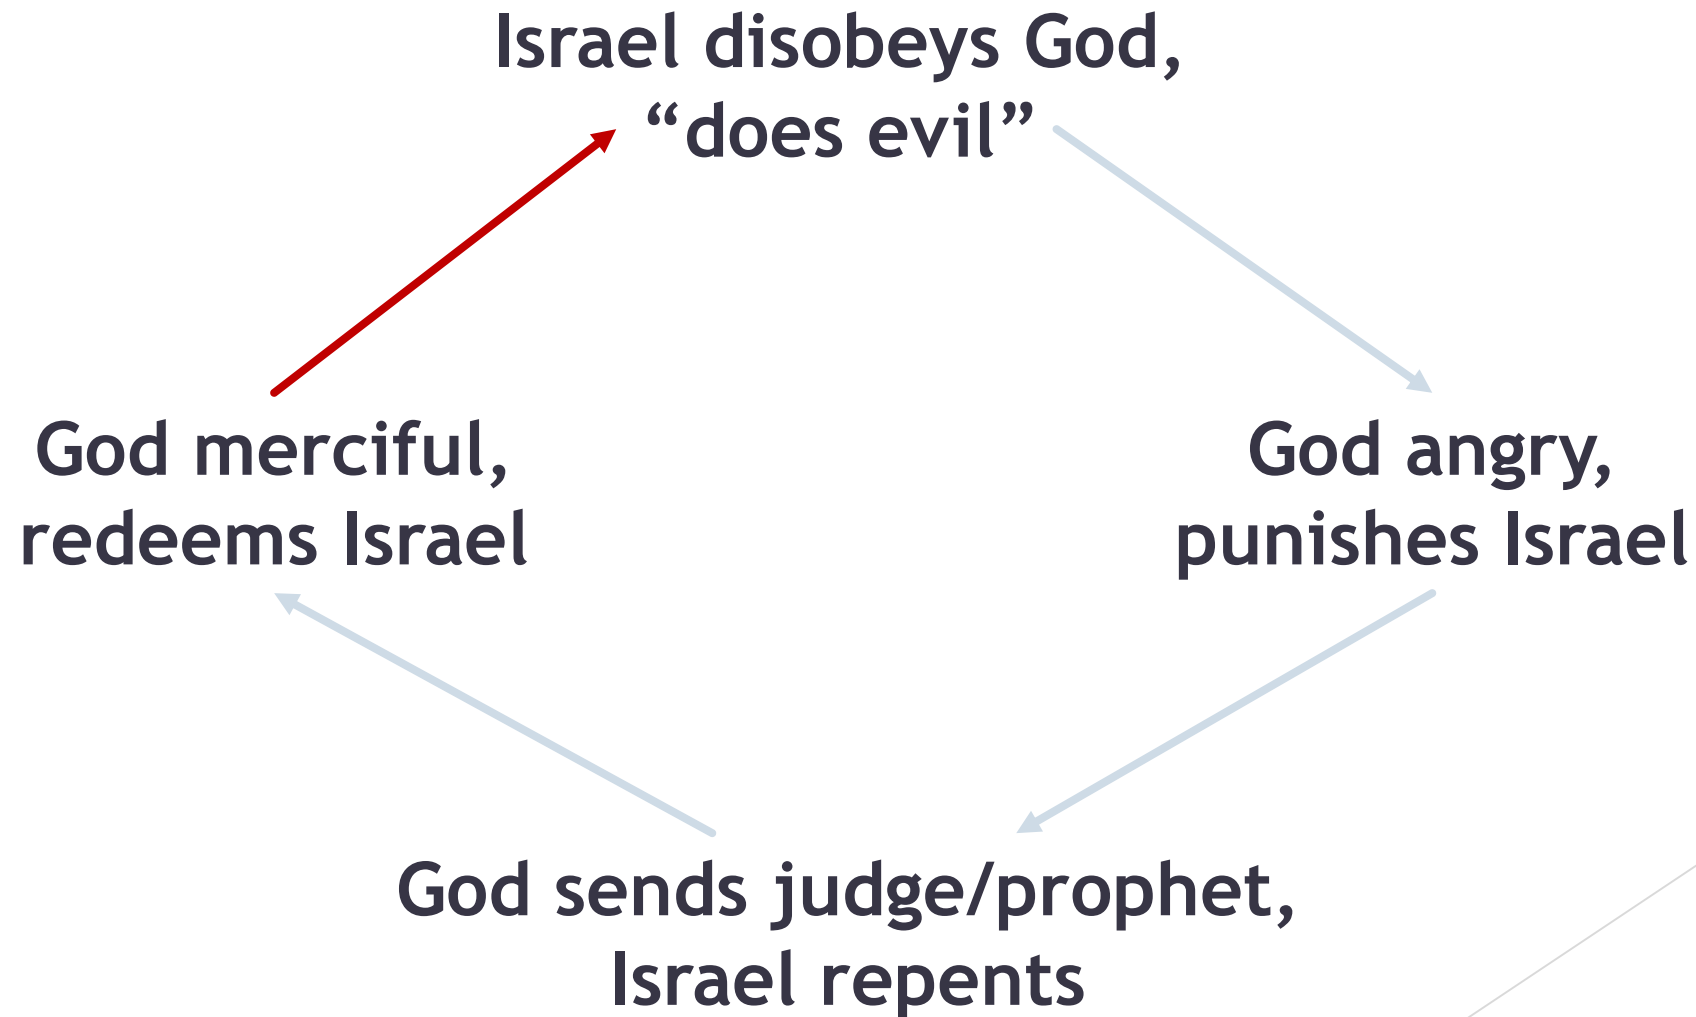 Israel disobeys God,
“does evil”
God merciful,
redeems Israel
God angry,
punishes Israel
God sends judge/prophet,
Israel repents